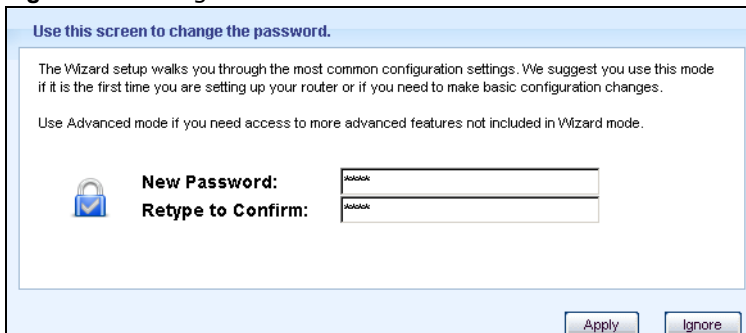 Use this screen to change the password.
The Wizard setup walks you through the most common configuration settings. We suggest you use this mode
if it is the first time you are setting up your router or if you need to make basic configuration changes.
Use Advanced mode if you need access to more advanced features not included in Wizard mode.
New Password: *****
Retype to Confirm: *****
Apply Ignore